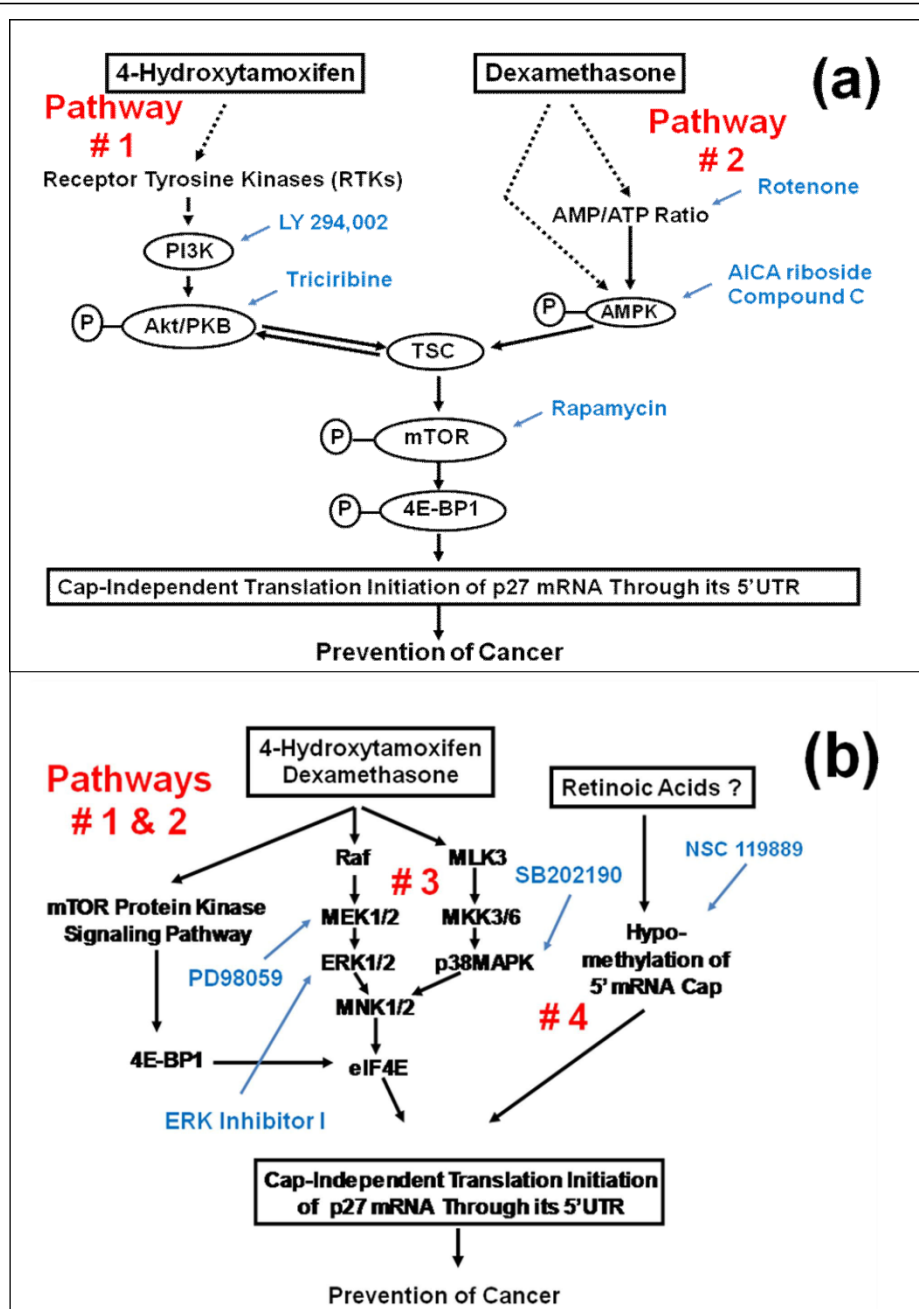 4-Hydroxytamoxifen
Dexamethasone
(a)
Pathway
# 1
Pathway
# 2
Receptor Tyrosine Kinases (RTKs)
Rotenone
AMP/ATP Ratio
LY 294,002
PI3K
Triciribine
AICA riboside
Compound C
P
Akt/PKB
P
AMPK
TSC
Rapamycin
P
mTOR
P
4E-BP1
Cap-Independent Translation Initiation of p27 mRNA Through its 5'UTR
Prevention of Cancer
(b)
4-Hydroxytamoxifen
Dexamethasone
Pathways
# 1 & 2
Retinoic Acids ?
Raf
MLK3
NSC 119889
SB202190
# 3
mTOR Protein Kinase
Signaling Pathway
MEK1/2
MKK3/6
Hypo-
methylation of
5' mRNA Cap
PD98059
ERK1/2
p38MAPK
MNK1/2
# 4
4E-BP1
eIF4E
ERK Inhibitor I
Cap-Independent Translation Initiation
of p27 mRNA Through its 5'UTR
Prevention of Cancer